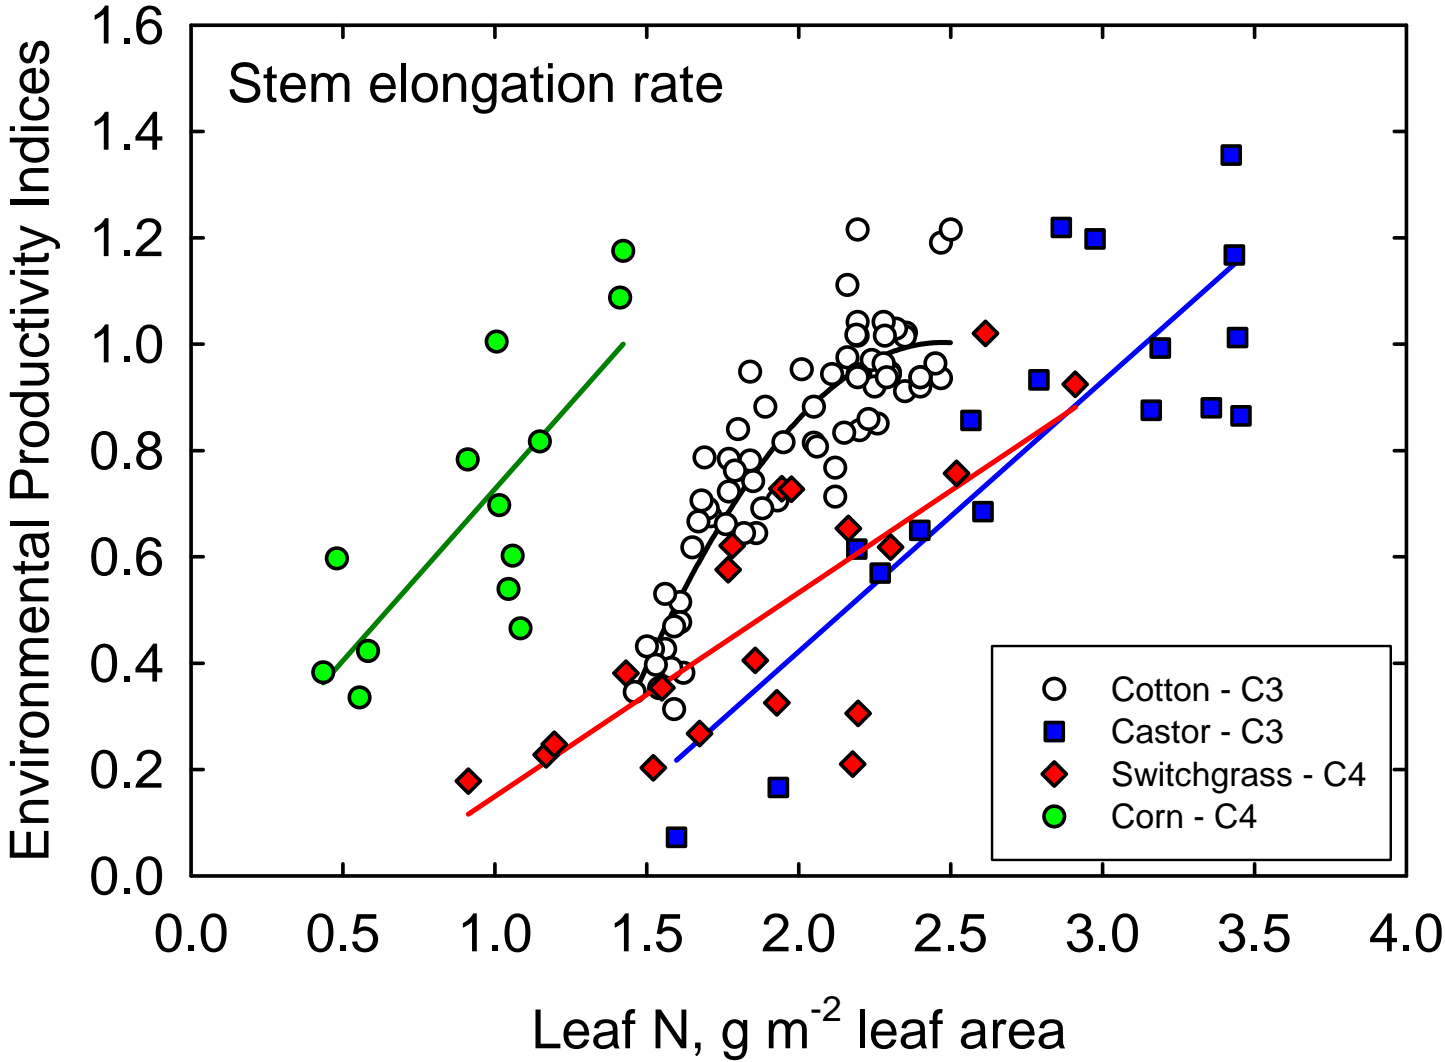 Environmental Productivity Indices
1.6
1.4
1.2
1.0
0.8
0.6
0.4
0.2
0.0
Stem elongation rate
Cotton - C3
Castor - C3
Switchgrass - C4
Corn - C4
0.0 0.5 1.0 1.5 2.0 2.5 3.0 3.5 4.0
Leaf N, g m⁻² leaf area